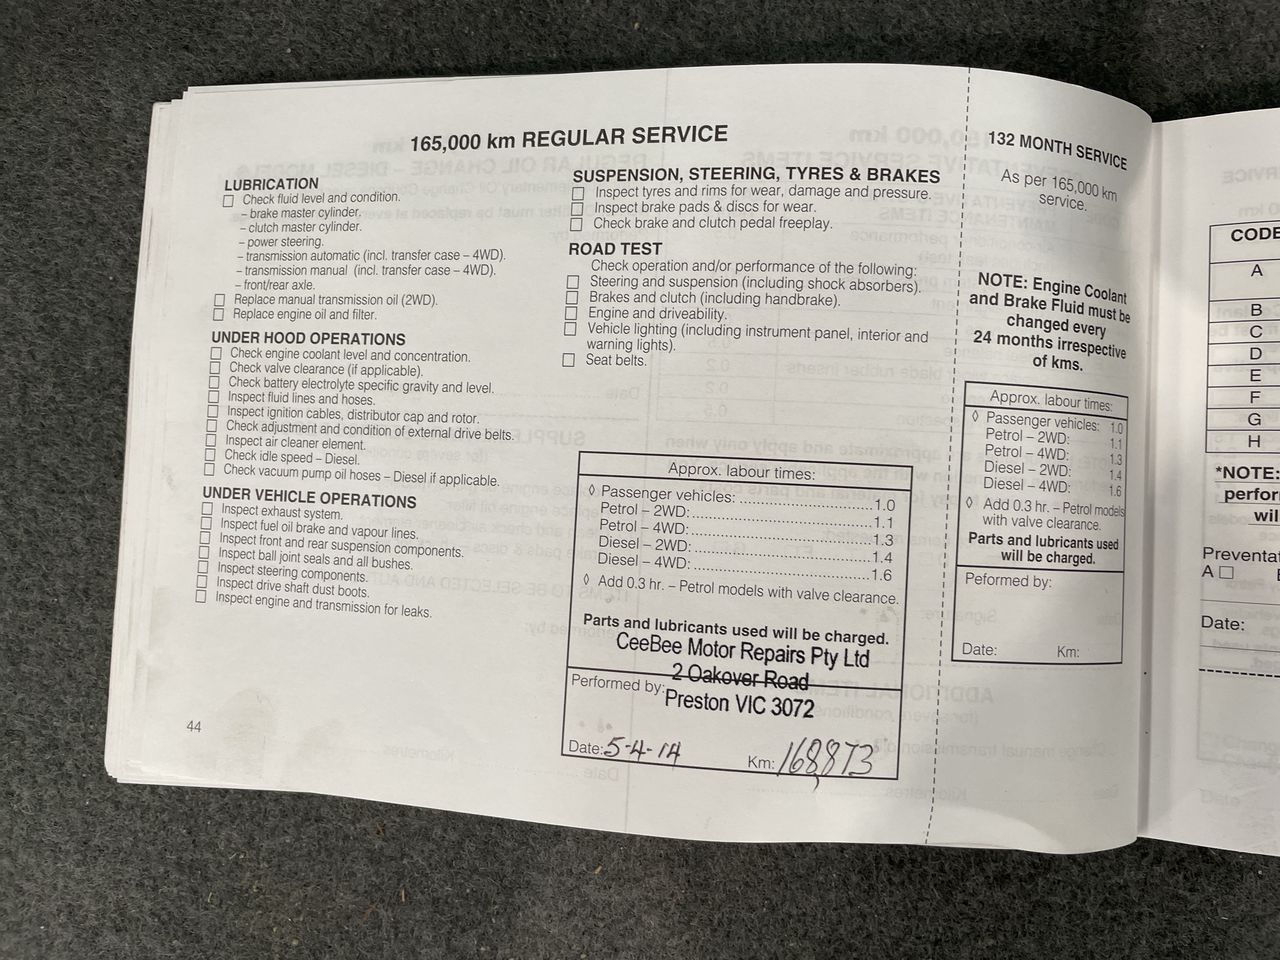 165,000 km REGULAR SERVICE
LUBRICATION
Check fluid level and condition.
– brake master cylinder.
– clutch master cylinder.
– power steering.
– transmission automatic (incl. transfer case – 4WD).
– transmission manual (incl. transfer case – 4WD).
– front/rear axle.
Replace manual transmission oil (2WD).
Replace engine oil and filter.
UNDER HOOD OPERATIONS
Check engine coolant level and concentration.
Check valve clearance (if applicable).
Check battery electrolyte specific gravity and level.
Inspect fluid lines and hoses.
Inspect ignition cables, distributor cap and rotor.
Check adjustment and condition of external drive belts.
Inspect air cleaner element.
Check idle speed – Diesel.
Check vacuum pump oil hoses – Diesel if applicable.
UNDER VEHICLE OPERATIONS
Inspect exhaust system.
Inspect fuel oil brake and vapour lines.
Inspect front and rear suspension components.
Inspect ball joint seals and all bushes.
Inspect steering components.
Inspect drive shaft dust boots.
Inspect engine and transmission for leaks.
44
SUSPENSION, STEERING, TYRES & BRAKES
Inspect tyres and rims for wear, damage and pressure.
Inspect brake pads & discs for wear.
Check brake and clutch pedal freeplay.
ROAD TEST
Check operation and/or performance of the following:
Steering and suspension (including shock absorbers).
Brakes and clutch (including handbrake).
Engine and driveability.
Vehicle lighting (including instrument panel, interior and
warning lights).
Seat belts.
Approx. labour times:
◊ Passenger vehicles: ..............................1.0
Petrol – 2WD:.........................................1.1
Petrol – 4WD:.........................................1.3
Diesel – 2WD:.........................................1.4
Diesel – 4WD:.........................................1.6
◊ Add 0.3 hr. – Petrol models with valve clearance.
Parts and lubricants used will be charged.
CeeBee Motor Repairs Pty Ltd
2 Oakover Road
Performed by: Preston VIC 3072
Date: 5-4-14 Km: 168,873
132 MONTH SERVICE
As per 165,000 km
service.
NOTE: Engine Coolant
and Brake Fluid must be
changed every
24 months irrespective
of kms.
Approx. labour times:
◊ Passenger vehicles: 1.0
Petrol – 2WD: 1.1
Petrol – 4WD: 1.3
Diesel – 2WD: 1.4
Diesel – 4WD: 1.6
◊ Add 0.3 hr. – Petrol models
with valve clearance.
Parts and lubricants used
will be charged.
Peformed by:
Date: Km:
CODE
A
B
C
D
E
F
G
H
*NOTE:
perfor
wil
Preventat
A
Date: